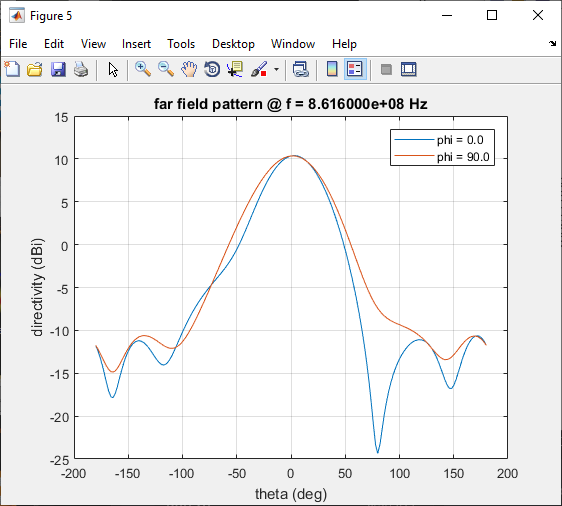 Figure 5
File Edit View Insert Tools Desktop Window Help
far field pattern @ f = 8.616000e+08 Hz
phi = 0.0
phi = 90.0
directivity (dBi)
15
10
5
0
-5
-10
-15
-20
-25
-200 -150 -100 -50 0 50 100 150 200
theta (deg)